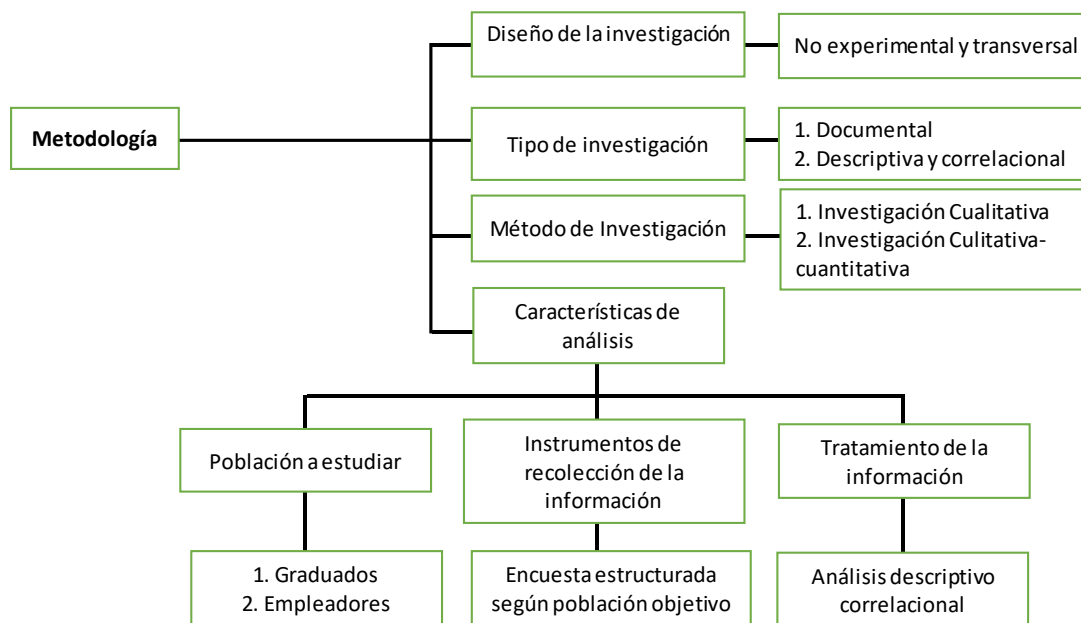 Metodología
Diseño de la investigación
No experimental y transversal
Tipo de investigación
1. Documental
2. Descriptiva y correlacional
Método de Investigación
1. Investigación Cualitativa
2. Investigación Culitativa-
cuantitativa
Características de
análisis
Población a estudiar
Instrumentos de
recolección de la
información
Tratamiento de la
información
1. Graduados
2. Empleadores
Encuesta estructurada
según población objetivo
Análisis descriptivo
correlacional